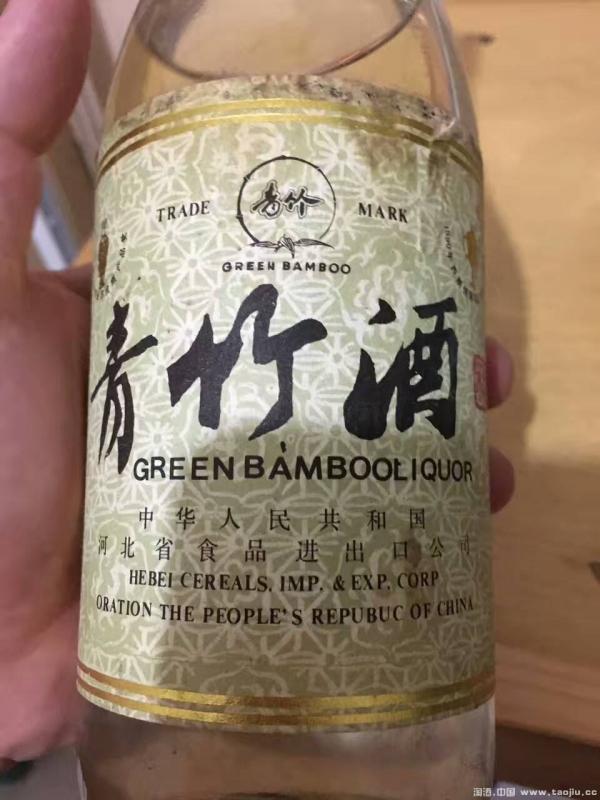 青竹
TRADE MARK
GREEN BAMBOO
青竹酒
GREEN BAMBOOLIQUOR
中华人民共和国
河北省食品进出口公司
HEBEI CEREALS. IMP. & EXP. CORP
ORATION THE PEOPLE'S REPUBUC OF CHINA
淘酒.中国 www.taojiu.cc